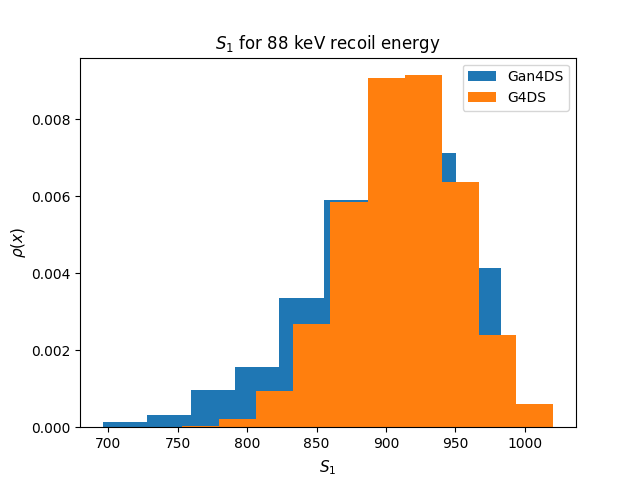 S₁ for 88 keV recoil energy
Gan4DS
G4DS
ρ(x)
0.008
0.006
0.004
0.002
0.000
700 750 800 850 900 950 1000
S₁